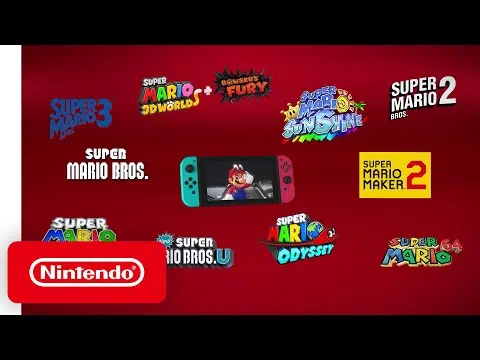 SUPER
MARIO 3
BROS.
SUPER
MARIO
3D WORLD
+
BOWSER'S
FURY
SUPER
MARIO
SUNSHINE
SUPER
MARIO 2
BROS.
SUPER
MARIO BROS.
SUPER
MARIO
MAKER 2
SUPER
MARIO
NEW SUPER
MARIO BROS.U
SUPER
MARIO
ODYSSEY
SUPER
MARIO 64
Nintendo